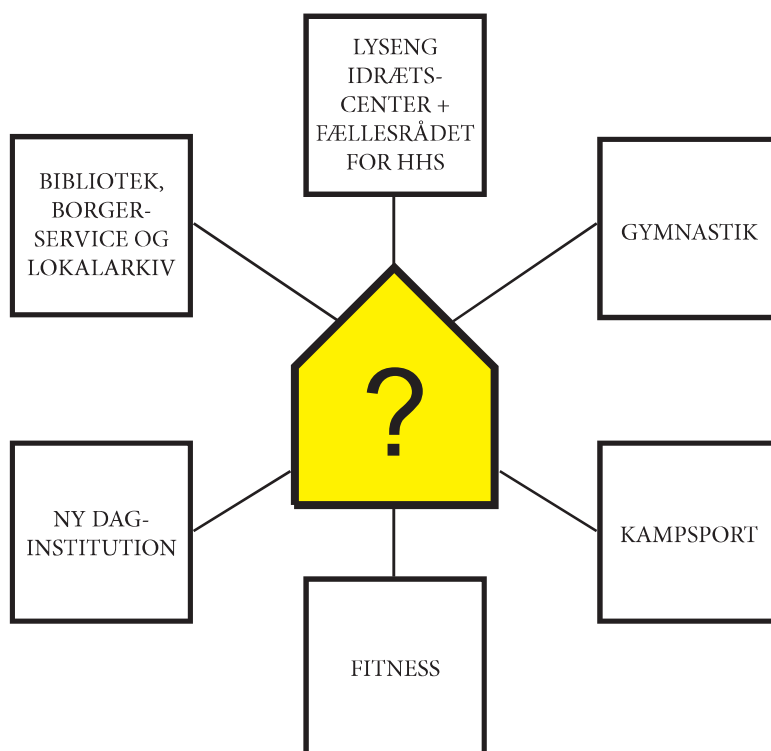 LYSENG
IDRÆTS-
CENTER +
FÆLLESRÅDET
FOR HHS
BIBLIOTEK,
BORGER-
SERVICE OG
LOKALARKIV
GYMNASTIK
?
NY DAG-
INSTITUTION
KAMPSPORT
FITNESS